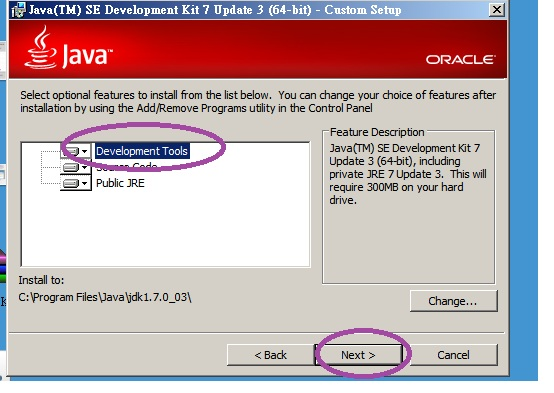 Java(TM) SE Development Kit 7 Update 3 (64-bit) - Custom Setup
Java™
ORACLE
Select optional features to install from the list below. You can change your choice of features after
installation by using the Add/Remove Programs utility in the Control Panel
Development Tools
Source Code
Public JRE
Feature Description
Java(TM) SE Development Kit 7
Update 3 (64-bit), including
private JRE 7 Update 3. This will
require 300MB on your hard
drive.
Install to:
C:\Program Files\Java\jdk1.7.0_03\
Change...
< Back
Next >
Cancel